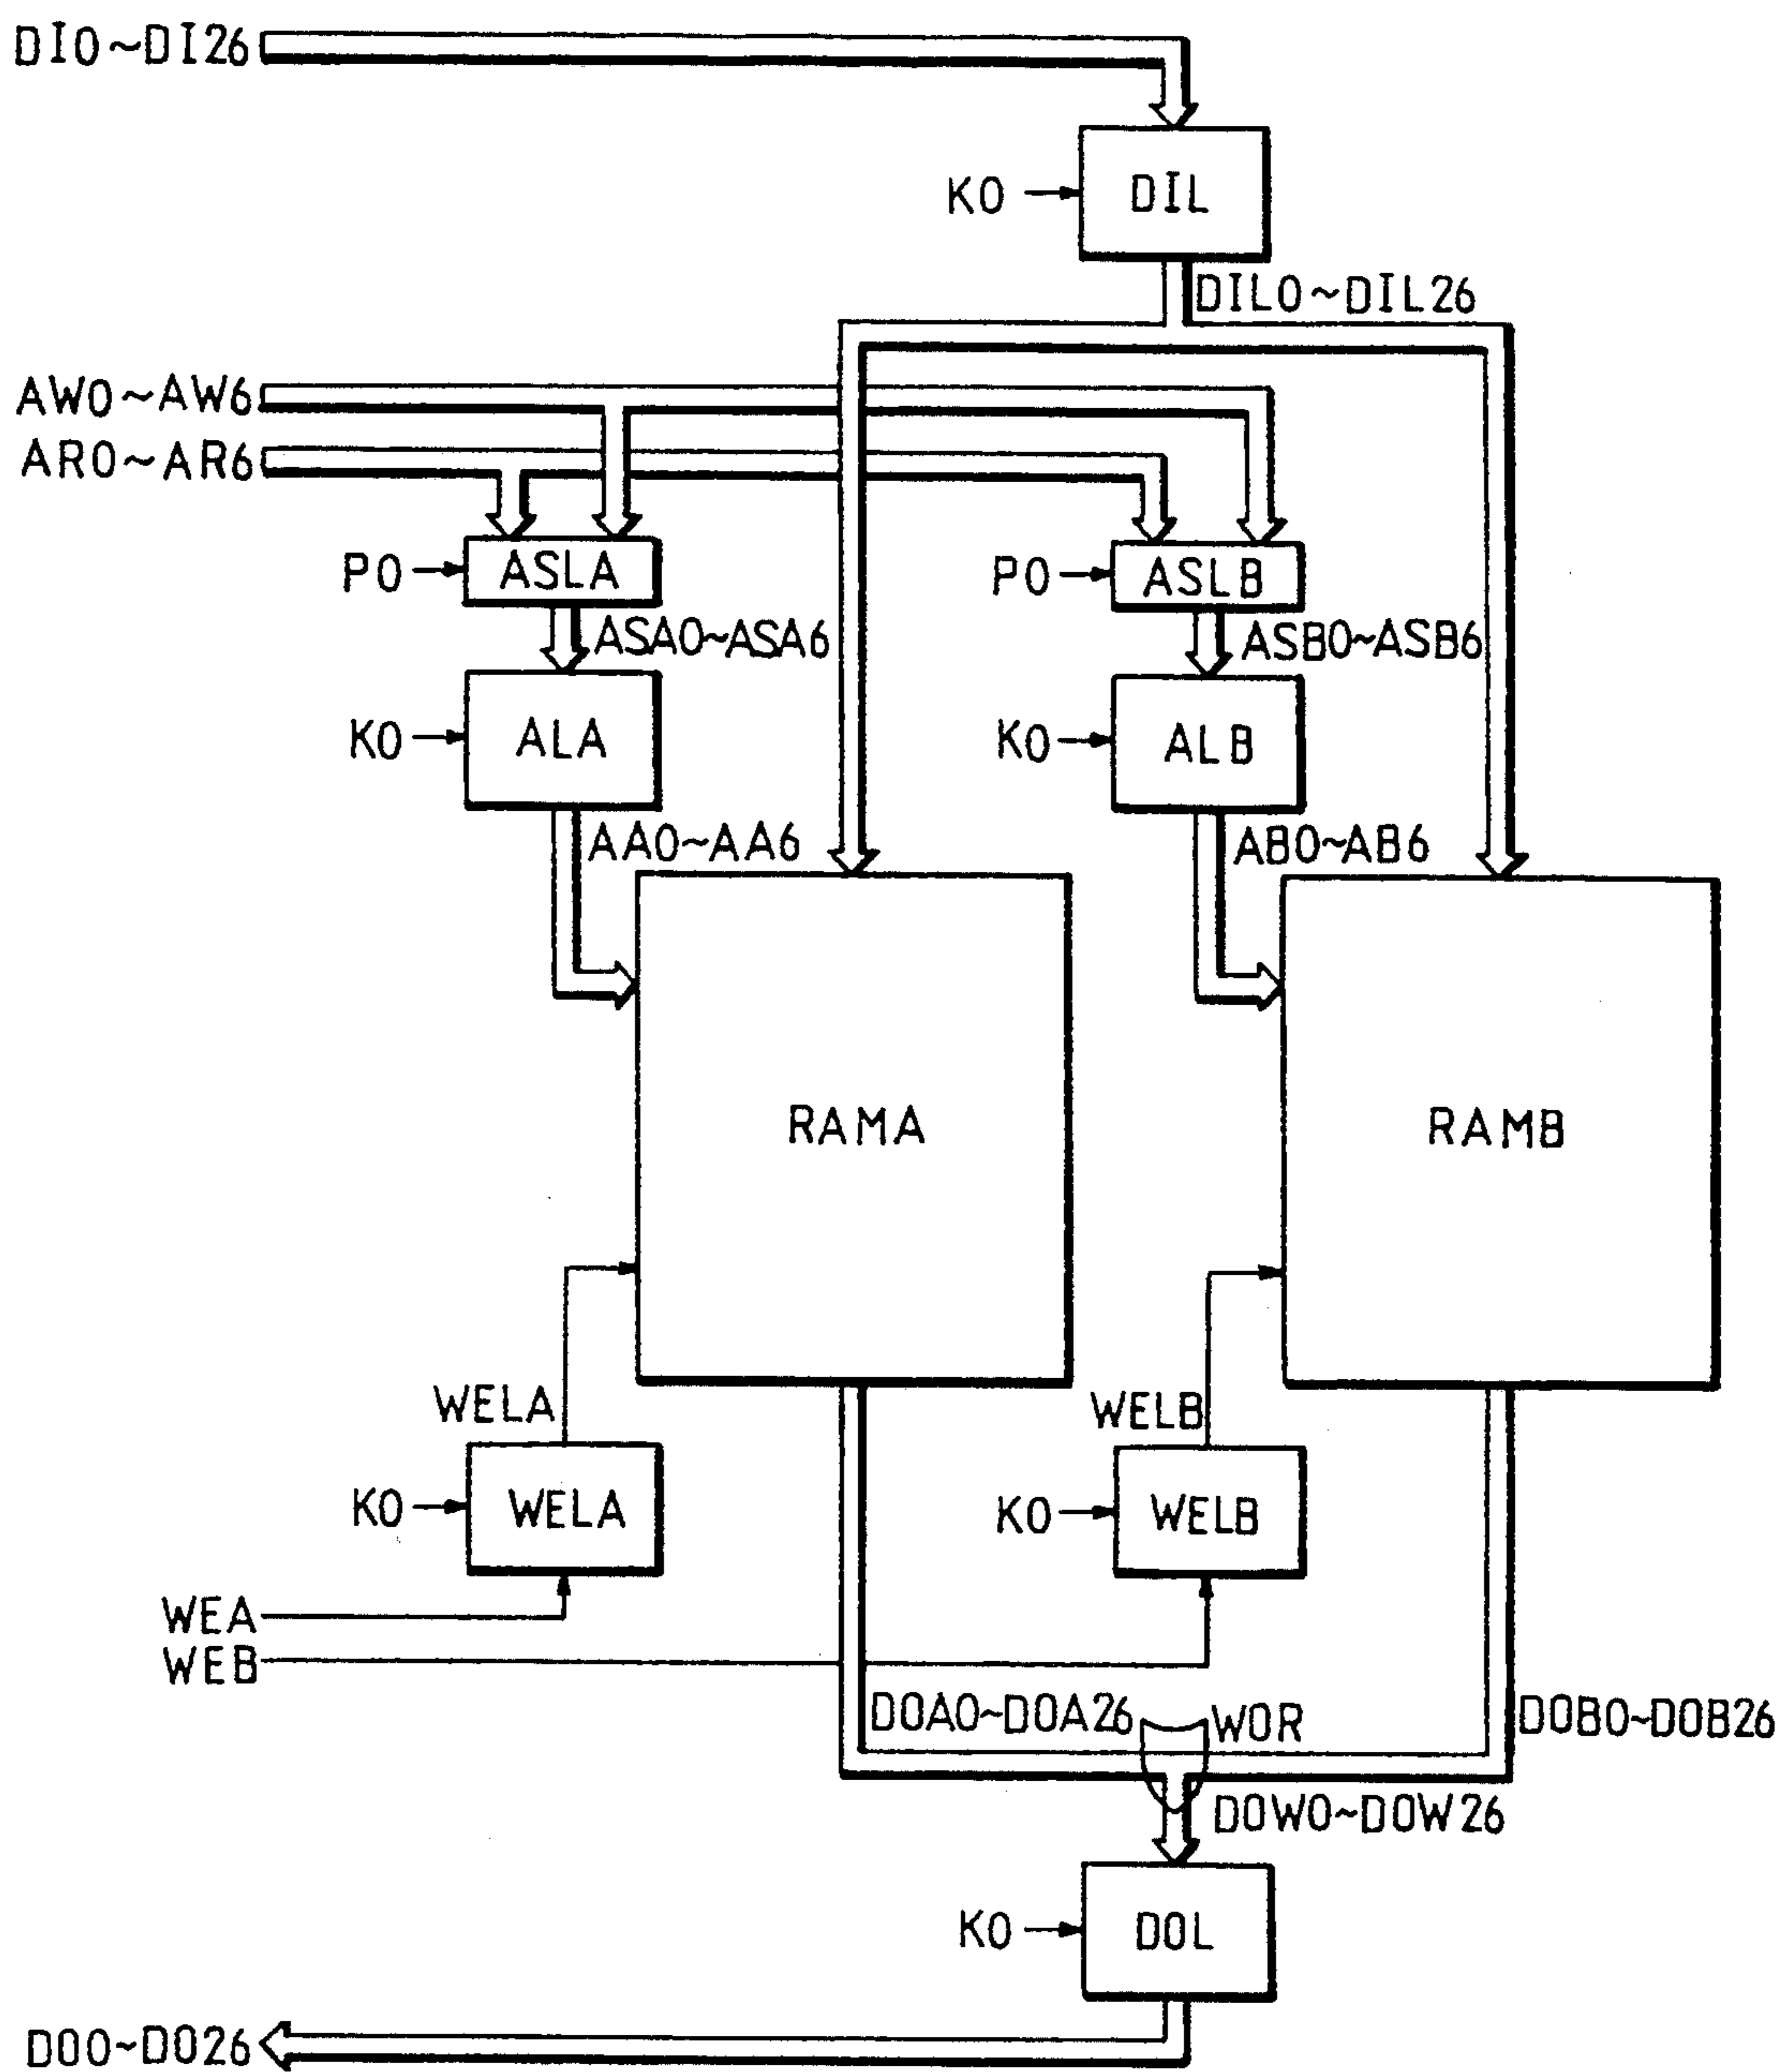 DI0~DI26
K0
DIL
DIL0~DIL26
AW0~AW6
AR0~AR6
P0
ASLA
P0
ASLB
ASA0~ASA6
ASB0~ASB6
K0
ALA
K0
ALB
AA0~AA6
AB0~AB6
RAMA
RAMB
WELA
WELB
K0
WELA
K0
WELB
WEA
WEB
DOA0~DOA26
WOR
DOB0~DOB26
DOW0~DOW26
K0
DOL
DO0~DO26